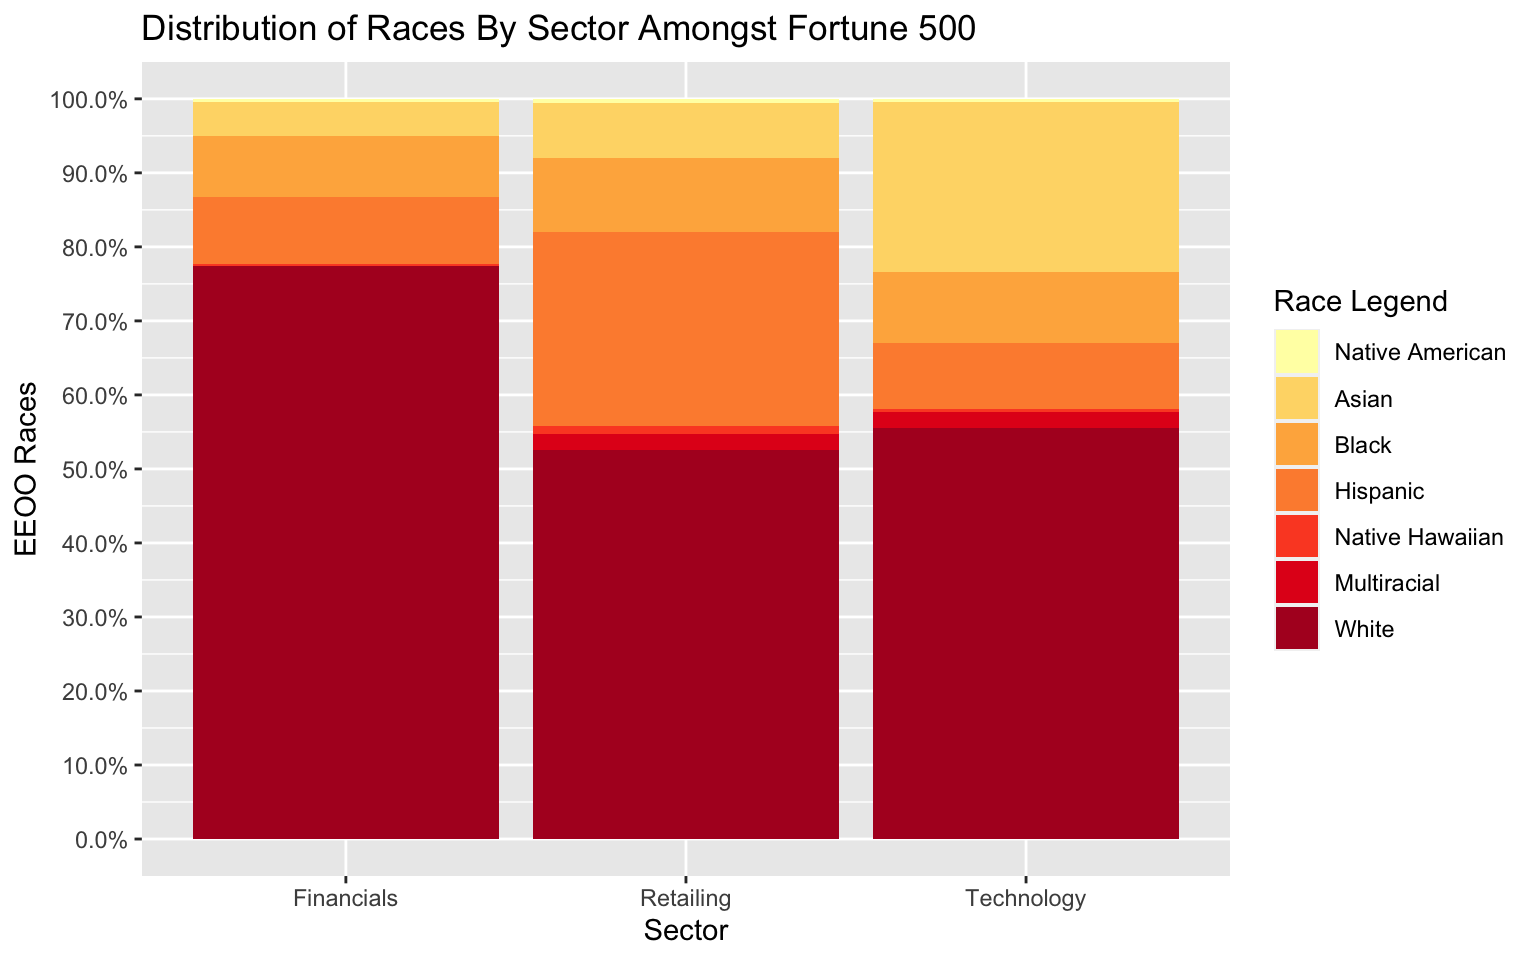 Distribution of Races By Sector Amongst Fortune 500
EEOO Races
100.0%
90.0%
80.0%
70.0%
60.0%
50.0%
40.0%
30.0%
20.0%
10.0%
0.0%
Financials
Retailing
Technology
Sector
Race Legend
Native American
Asian
Black
Hispanic
Native Hawaiian
Multiracial
White